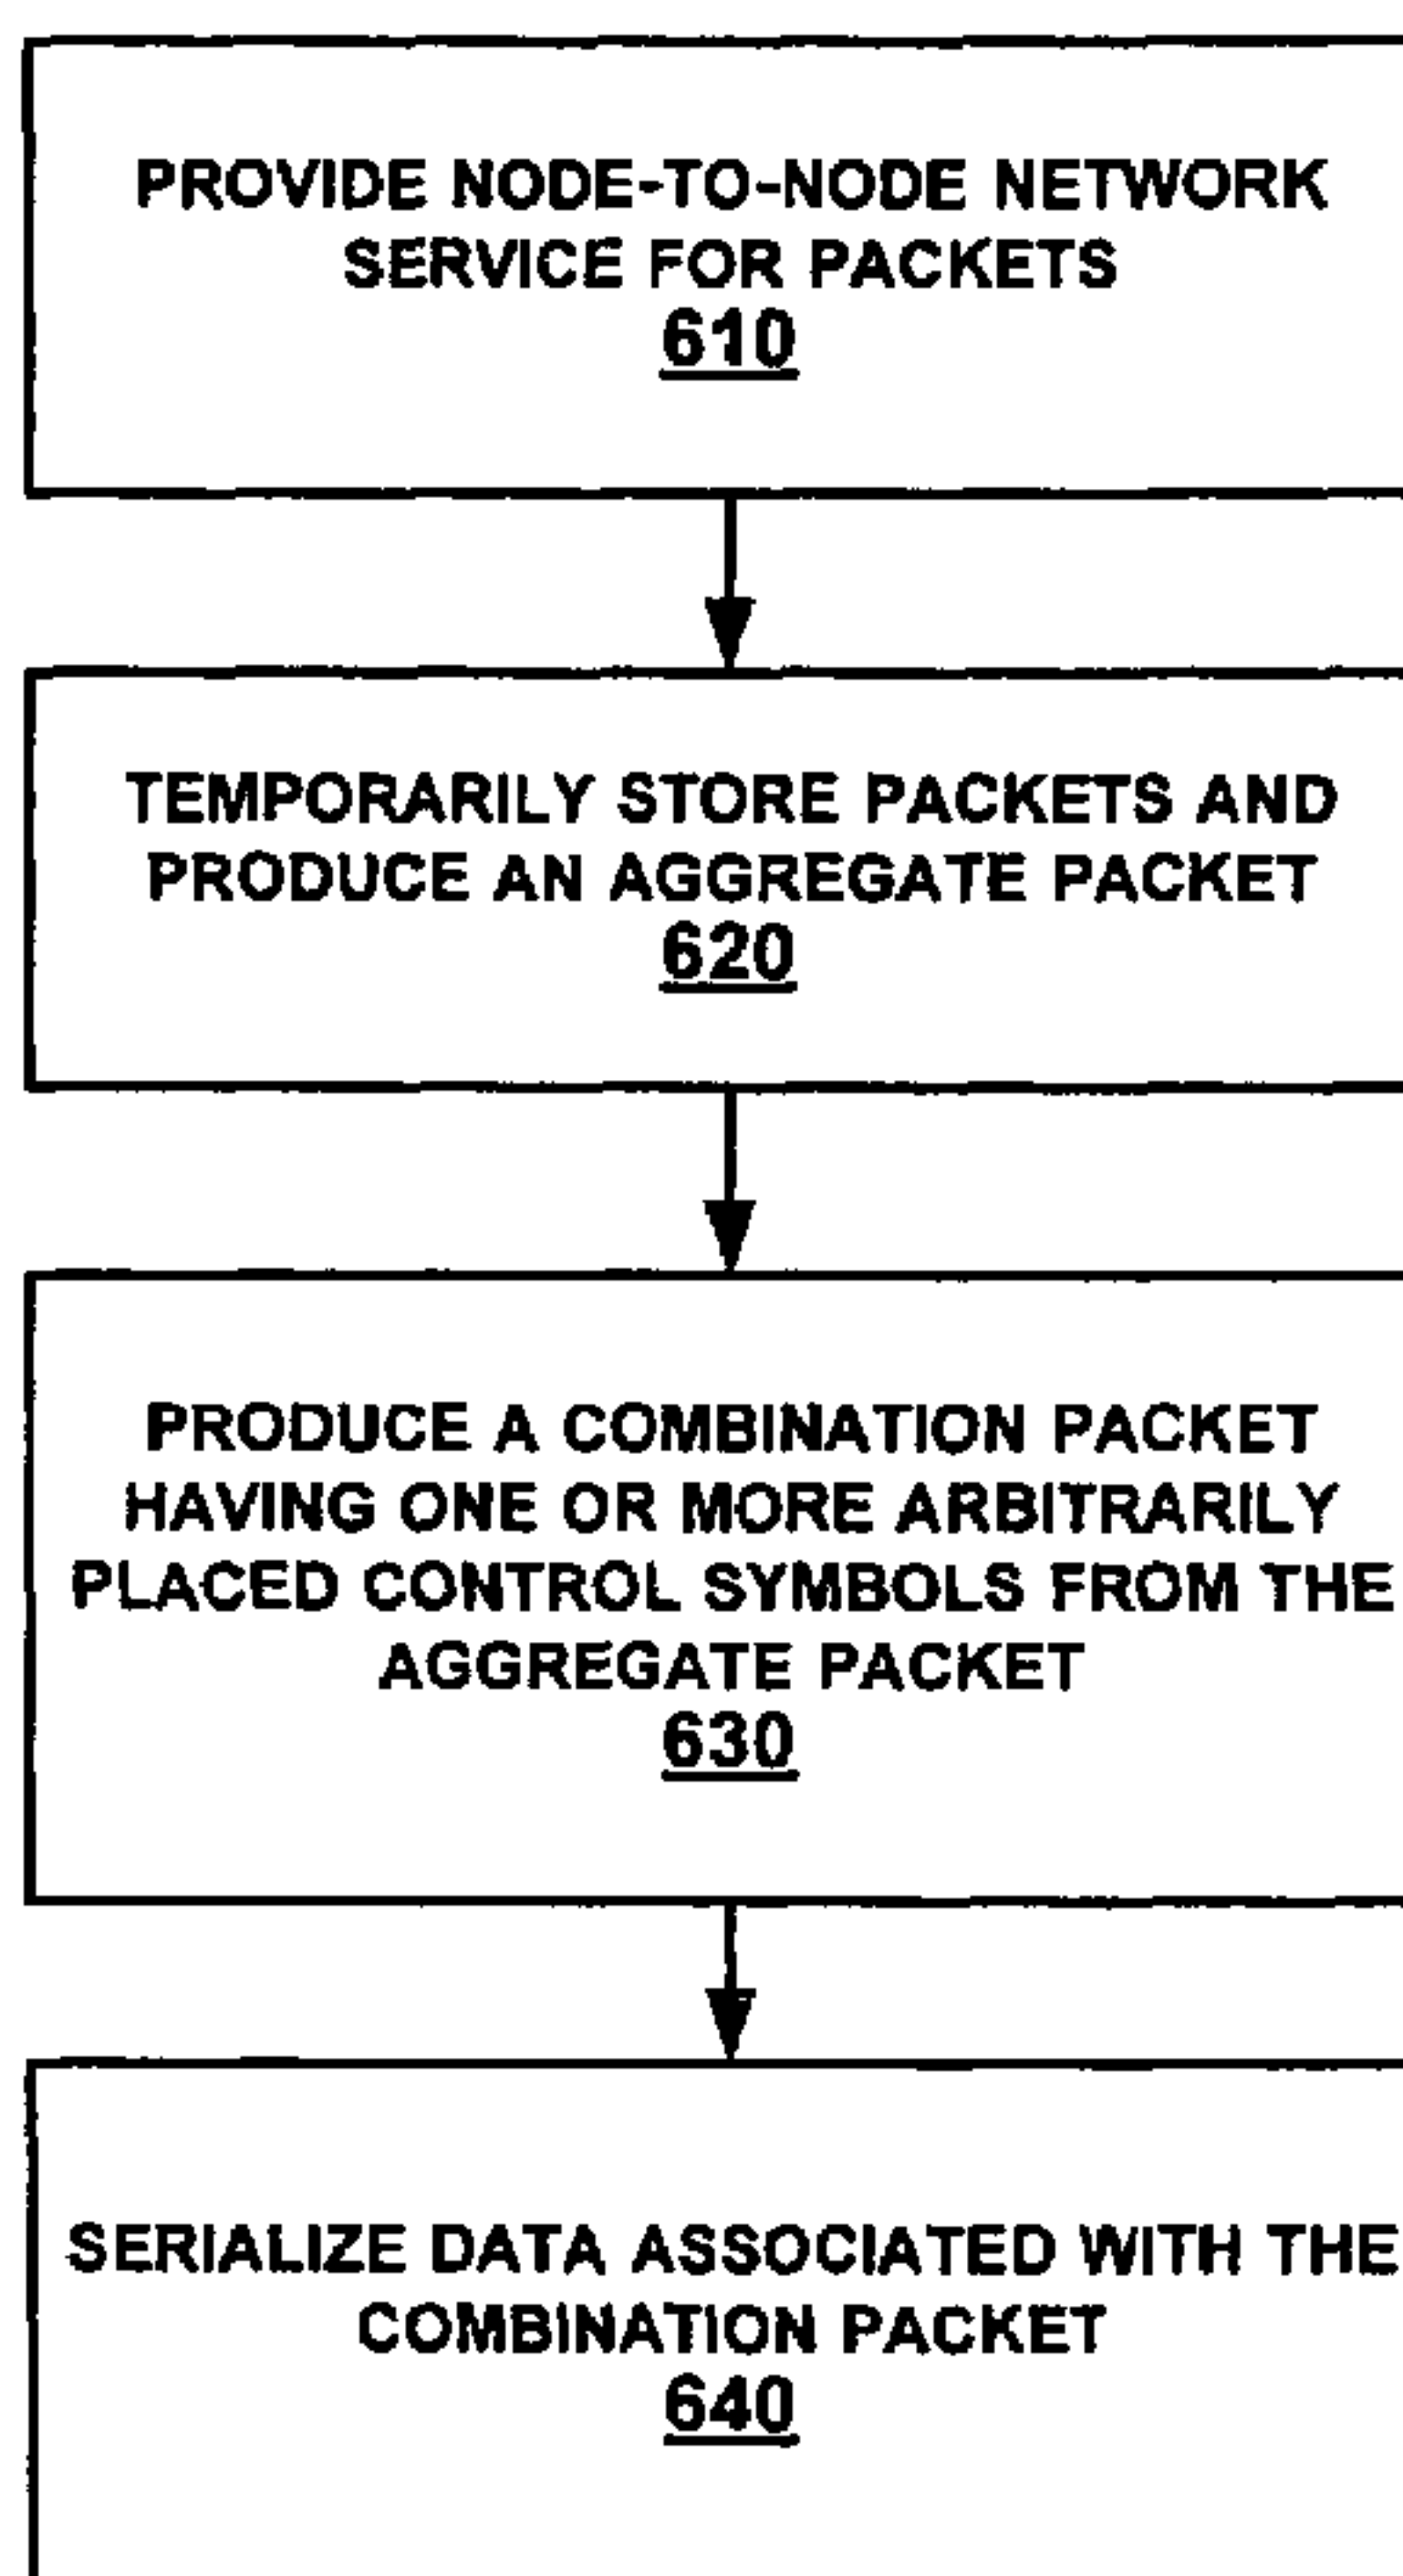 PROVIDE NODE-TO-NODE NETWORK
SERVICE FOR PACKETS
610
TEMPORARILY STORE PACKETS AND
PRODUCE AN AGGREGATE PACKET
620
PRODUCE A COMBINATION PACKET
HAVING ONE OR MORE ARBITRARILY
PLACED CONTROL SYMBOLS FROM THE
AGGREGATE PACKET
630
SERIALIZE DATA ASSOCIATED WITH THE
COMBINATION PACKET
640